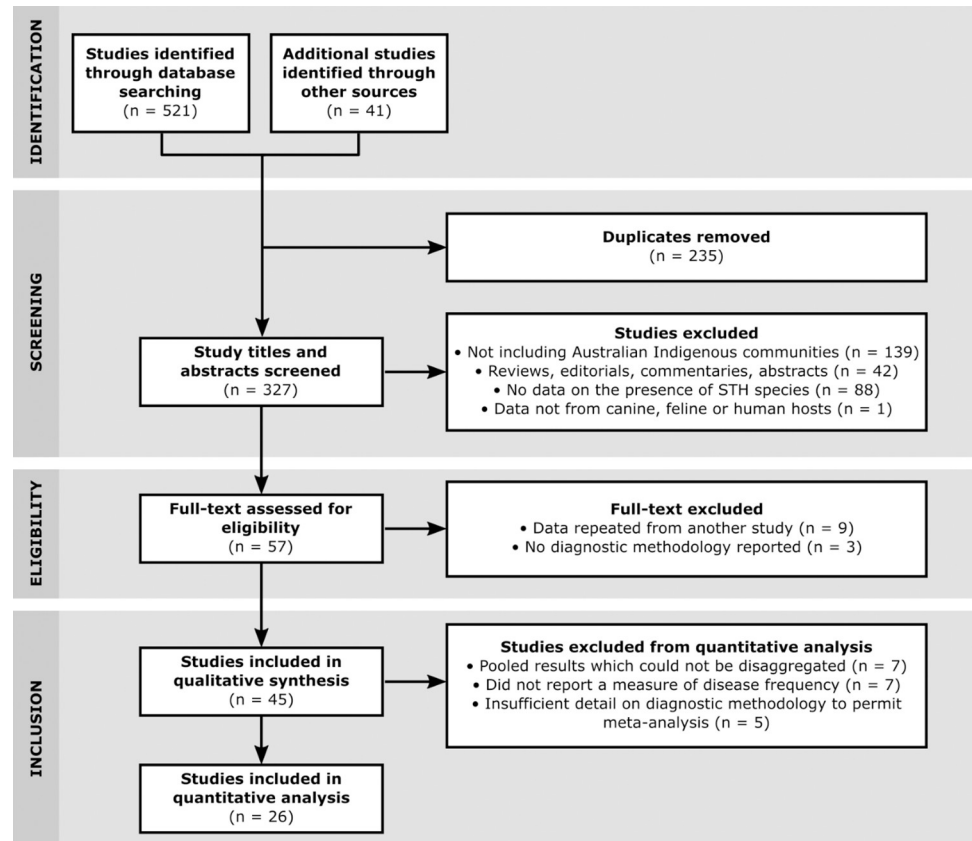 IDENTIFICATION
Studies identified
through database
searching
(n = 521)
Additional studies
identified through
other sources
(n = 41)
SCREENING
Duplicates removed
(n = 235)
Study titles and
abstracts screened
(n = 327)
Studies excluded
• Not including Australian Indigenous communities (n = 139)
• Reviews, editorials, commentaries, abstracts (n = 42)
• No data on the presence of STH species (n = 88)
• Data not from canine, feline or human hosts (n = 1)
ELIGIBILITY
Full-text assessed for
eligibility
(n = 57)
Full-text excluded
• Data repeated from another study (n = 9)
• No diagnostic methodology reported (n = 3)
INCLUSION
Studies included in
qualitative synthesis
(n = 45)
Studies excluded from quantitative analysis
• Pooled results which could not be disaggregated (n = 7)
• Did not report a measure of disease frequency (n = 7)
• Insufficient detail on diagnostic methodology to permit
meta-analysis (n = 5)
Studies included in
quantitative analysis
(n = 26)